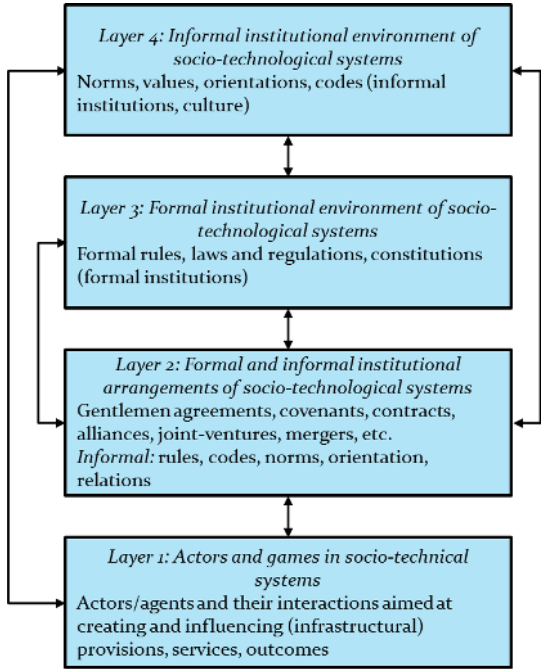 Layer 4: Informal institutional environment of
socio-technological systems
Norms, values, orientations, codes (informal
institutions, culture)
Layer 3: Formal institutional environment of socio-
technological systems
Formal rules, laws and regulations, constitutions
(formal institutions)
Layer 2: Formal and informal institutional
arrangements of socio-technological systems
Gentlemen agreements, covenants, contracts,
alliances, joint-ventures, mergers, etc.
Informal: rules, codes, norms, orientation,
relations
Layer 1: Actors and games in socio-technical
systems
Actors/agents and their interactions aimed at
creating and influencing (infrastructural)
provisions, services, outcomes